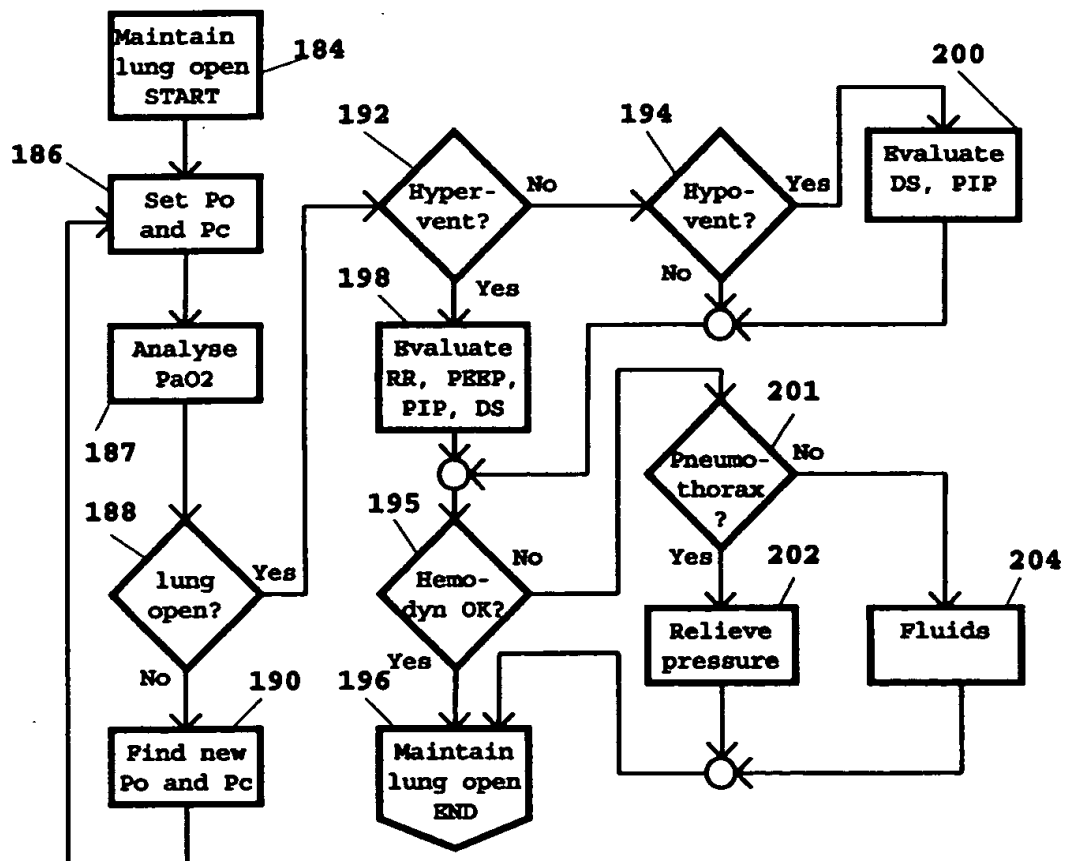 Maintain
lung open
START
184
186
Set Po
and Pc
Analyse
PaO2
187
188
lung
open?
Yes
No
190
Find new
Po and Pc
192
Hyper-
vent?
No
Yes
194
Hypo-
vent?
Yes
No
200
Evaluate
DS, PIP
198
Evaluate
RR, PEEP,
PIP, DS
195
Hemo-
dyn OK?
No
Yes
201
Pneumo-
thorax
?
No
Yes
202
Relieve
pressure
204
Fluids
196
Maintain
lung open
END